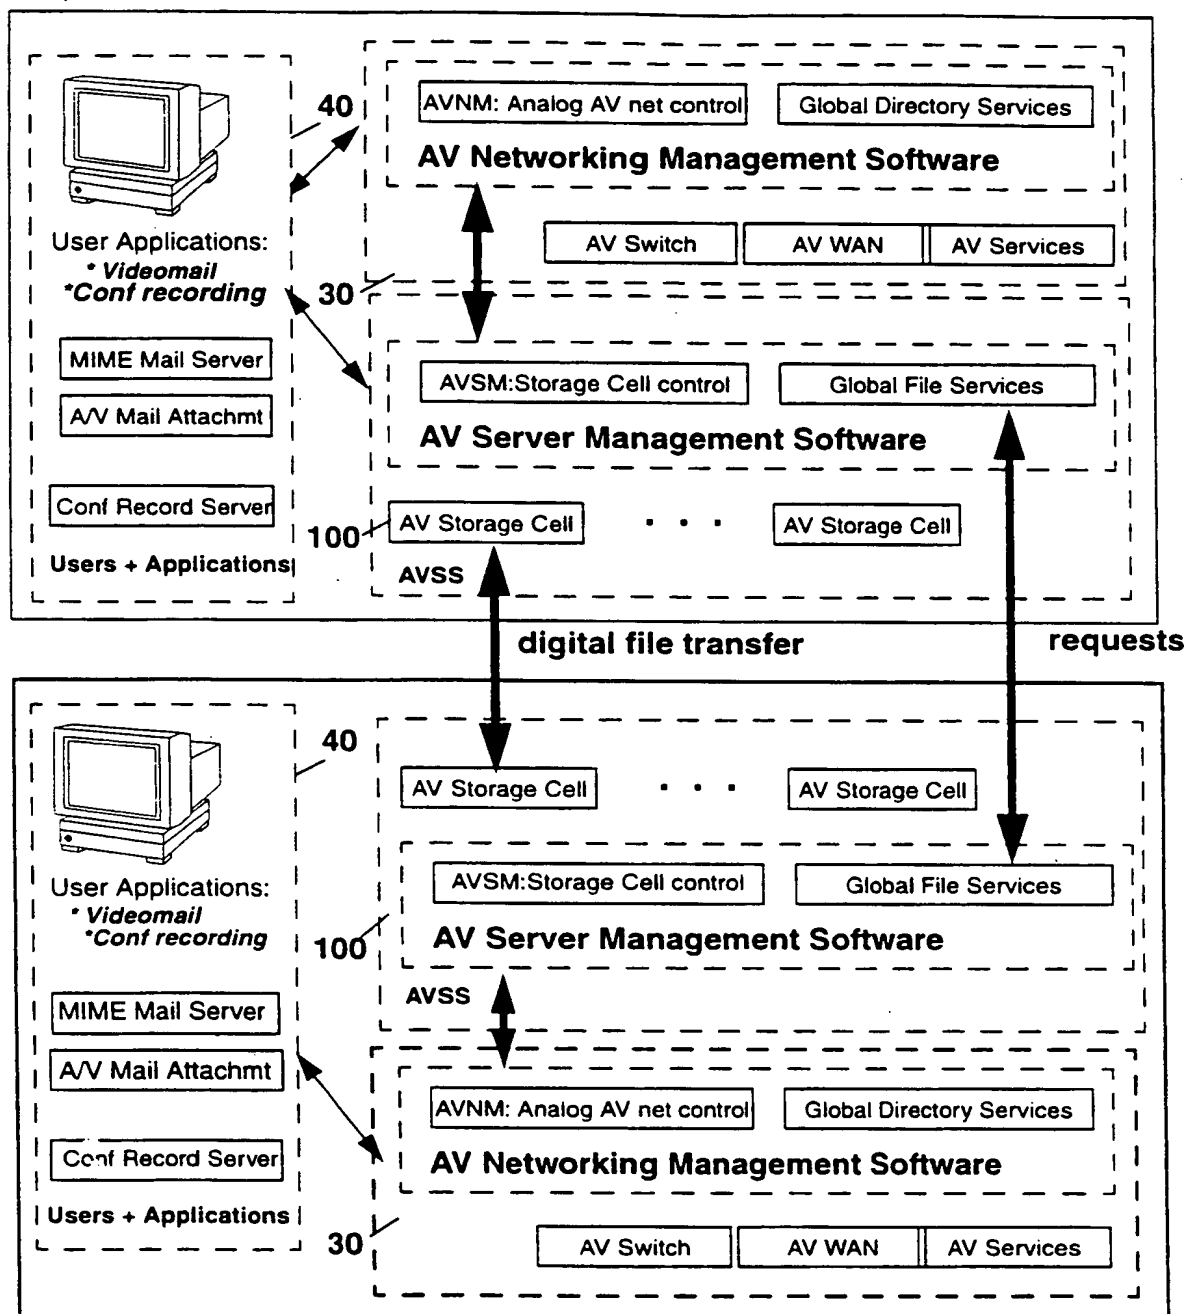 40
AVNM: Analog AV net control
Global Directory Services
AV Networking Management Software
AV Switch
AV WAN
AV Services
30
User Applications:
* Videomail
*Conf recording
MIME Mail Server
A/V Mail Attachmt
Conf Record Server
Users + Applications
AVSM:Storage Cell control
Global File Services
AV Server Management Software
100
AV Storage Cell
. . .
AV Storage Cell
AVSS
digital file transfer
requests
40
User Applications:
* Videomail
*Conf recording
MIME Mail Server
A/V Mail Attachmt
Conf Record Server
Users + Applications
AV Storage Cell
. . .
AV Storage Cell
AVSM:Storage Cell control
Global File Services
AV Server Management Software
100
AVSS
AVNM: Analog AV net control
Global Directory Services
AV Networking Management Software
30
AV Switch
AV WAN
AV Services